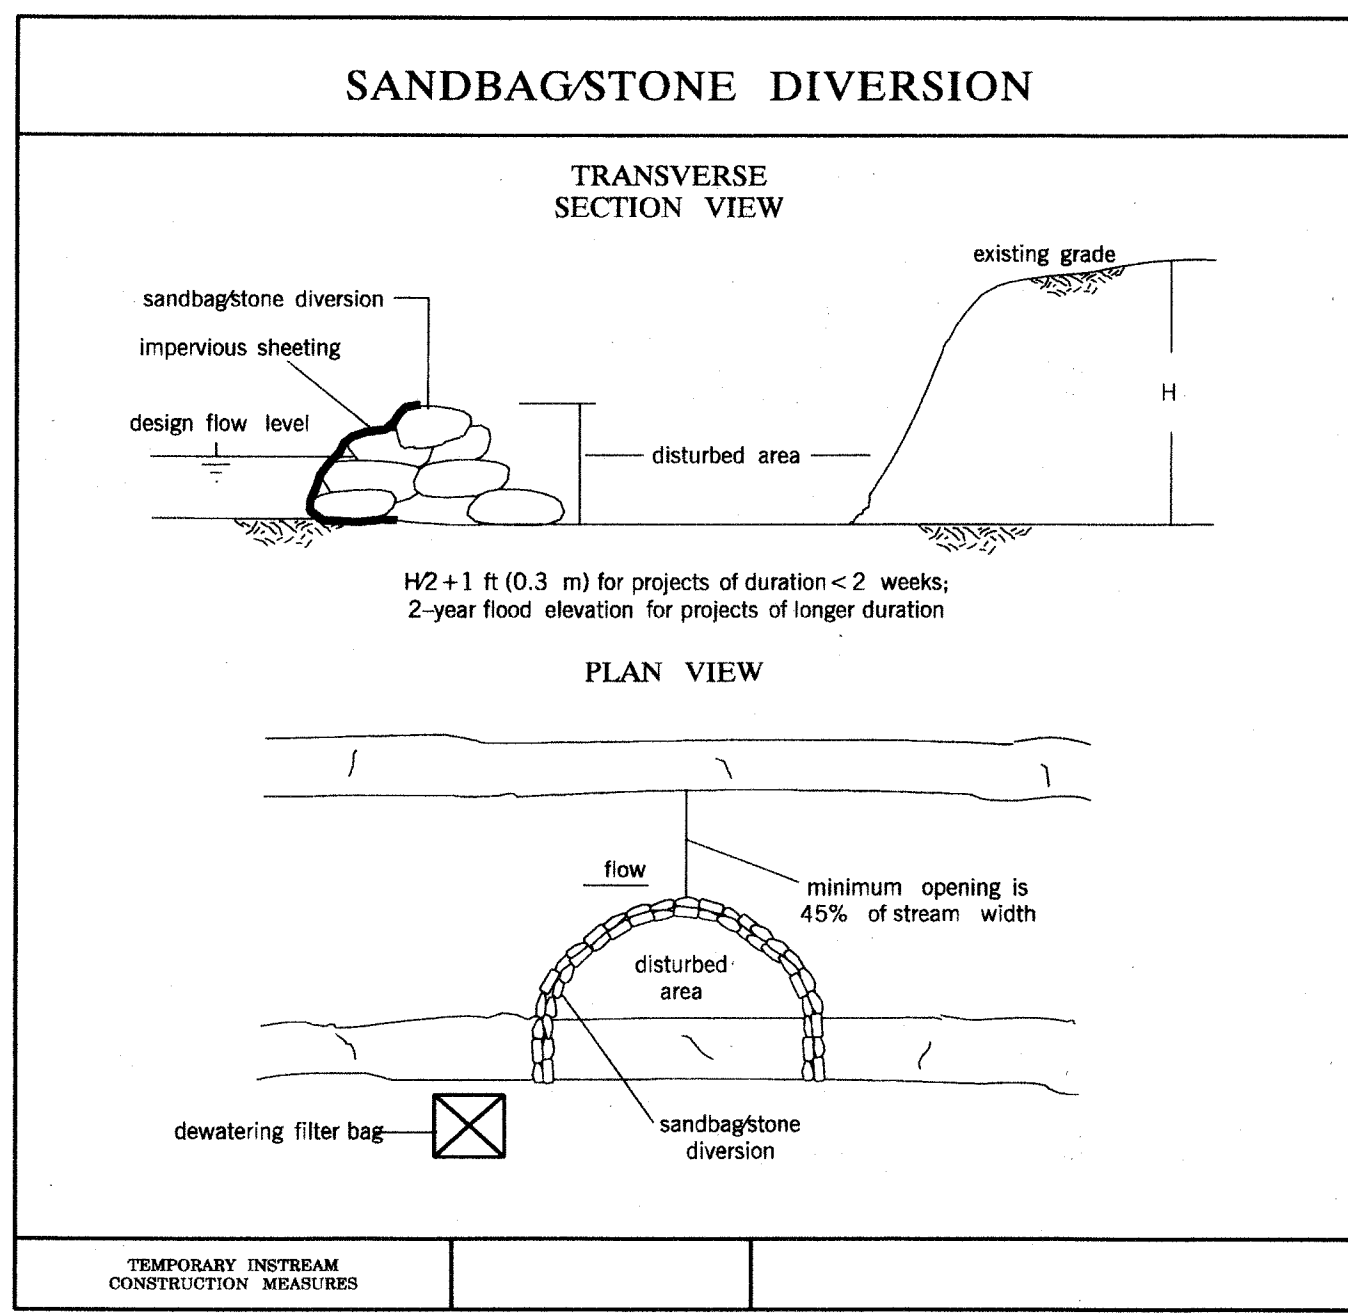 SANDBAG/STONE DIVERSION
TRANSVERSE
SECTION VIEW
existing grade
sandbag/stone diversion
impervious sheeting
design flow level
H
disturbed area
H/2+1 ft (0.3 m) for projects of duration < 2 weeks;
2-year flood elevation for projects of longer duration
PLAN VIEW
flow
minimum opening is
45% of stream width
disturbed
area
dewatering filter bag
sandbag/stone
diversion
TEMPORARY INSTREAM
CONSTRUCTION MEASURES